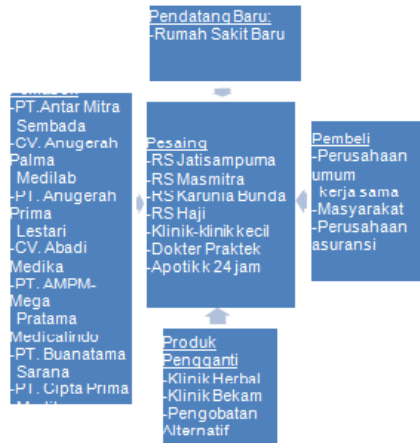 Pendatang Baru:
-Rumah Sakit Baru
-PT.Antar Mitra
Sembada
-CV. Anugerah
Palma
Medilab
-PT. Anugerah
Prima
Lestari
-CV. Abadi
Medika
-PT. AMPM-
Mega
Pratama
Medicalindo
-PT. Buanatama
Sarana
-PT. Cipta Prima
Pesaing
-RS Jatisampurna
-RS Masmitra
-RS Karunia Bunda
-RS Haji
-Klinik-klinik kecil
-Dokter Praktek
-Apotik k 24 jam
Pembeli
-Perusahaan
umum
kerja sama
-Masyarakat
-Perusahaan
asuransi
Produk
Pengganti
-Klinik Herbal
-Klinik Bekam
-Pengobatan
Alternatif